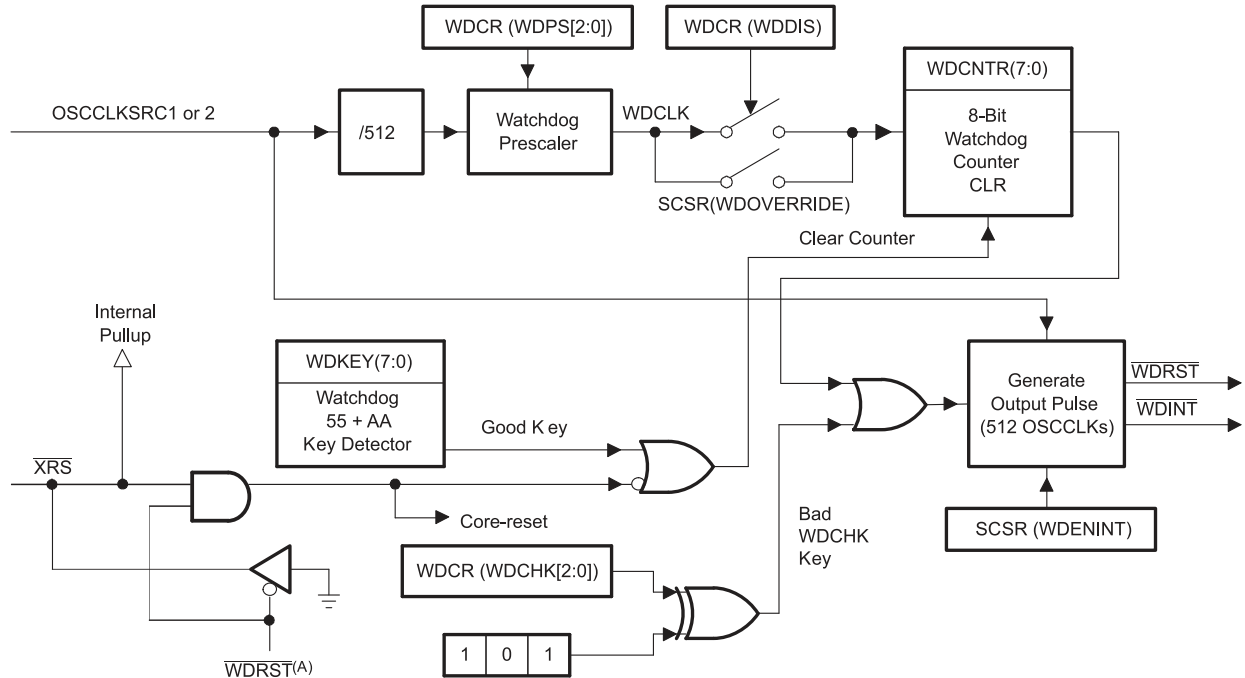 WDCR (WDPS[2:0])
WDCR (WDDIS)
WDCNTR(7:0)
OSCCLKSRC1 or 2
/512
Watchdog
Prescaler
WDCLK
8-Bit
Watchdog
Counter
CLR
SCSR(WDOVERRIDE)
Clear Counter
Internal
Pullup
WDKEY(7:0)
Watchdog
55 + AA
Key Detector
Good Key
Generate
Output Pulse
(512 OSCCLKs)
WDRST
WDINT
XRS
Core-reset
SCSR (WDENINT)
Bad
WDCHK
Key
WDCR (WDCHK[2:0])
1 0 1
WDRST(A)